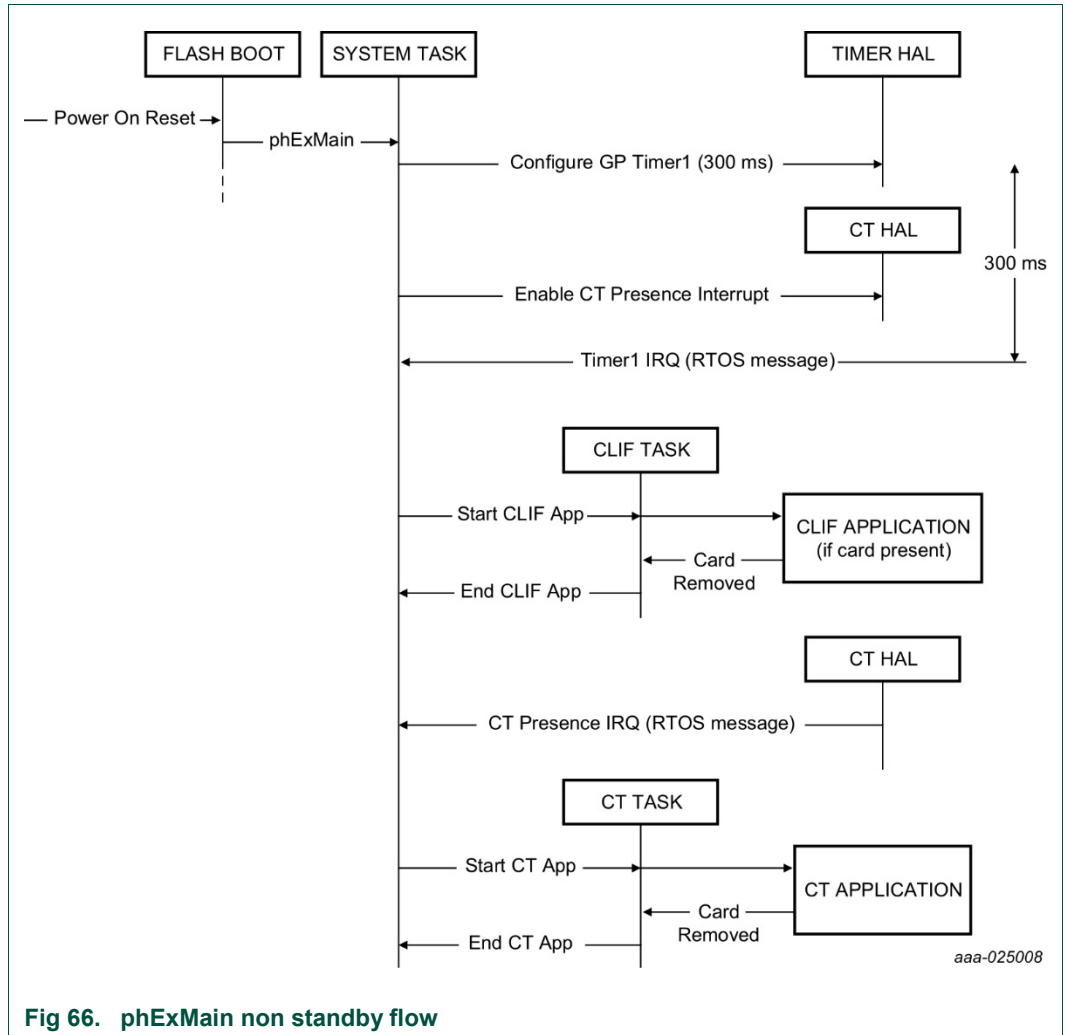 FLASH BOOT
SYSTEM TASK
TIMER HAL
Power On Reset
phExMain
Configure GP Timer1 (300 ms)
CT HAL
300 ms
Enable CT Presence Interrupt
Timer1 IRQ (RTOS message)
CLIF TASK
Start CLIF App
CLIF APPLICATION
(if card present)
Card
Removed
End CLIF App
CT HAL
CT Presence IRQ (RTOS message)
CT TASK
Start CT App
CT APPLICATION
Card
Removed
End CT App
aaa-025008
Fig 66. phExMain non standby flow